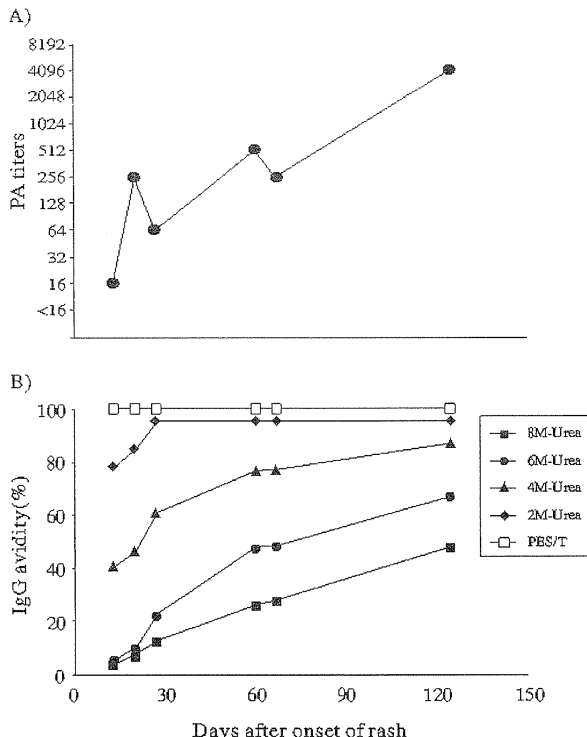 A)
8192
4096
2048
1024
512
256
128
64
32
16
<16
PA titers
B)
100
80
60
40
20
0
IgG avidity(%)
8M-Urea
6M-Urea
4M-Urea
2M-Urea
PBS/T
0 30 60 90 120 150
Days after onset of rash